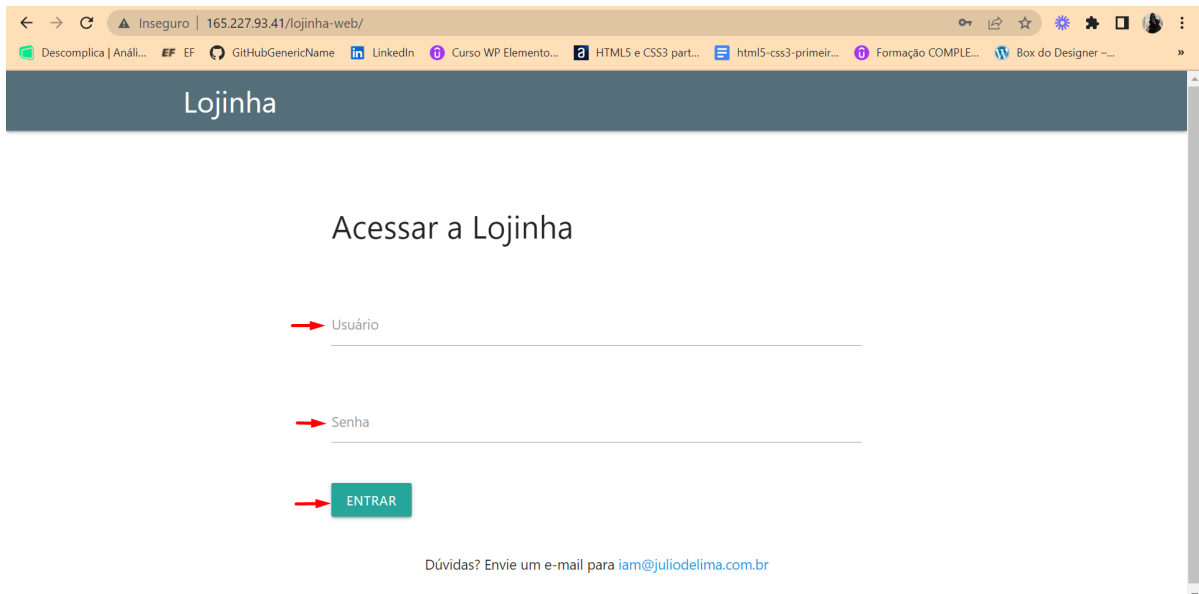 Inseguro | 165.227.93.41/lojinha-web/
Descomplica | Análi... EF EF GitHubGenericName in LinkedIn Curso WP Elemento... a HTML5 e CSS3 part... html5-css3-primeir... Formação COMPLE... Box do Designer –... »
Lojinha
Acessar a Lojinha
Usuário
Senha
ENTRAR
Dúvidas? Envie um e-mail para iam@juliodelima.com.br